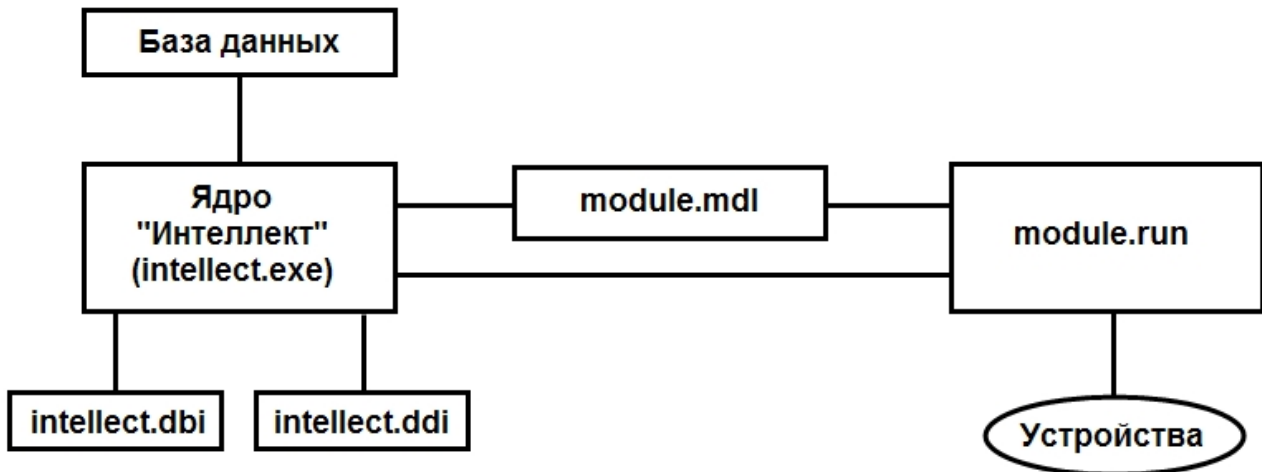 База данных
Ядро
"Интеллект"
(intellect.exe)
module.mdl
module.run
intellect.dbi
intellect.ddi
Устройства